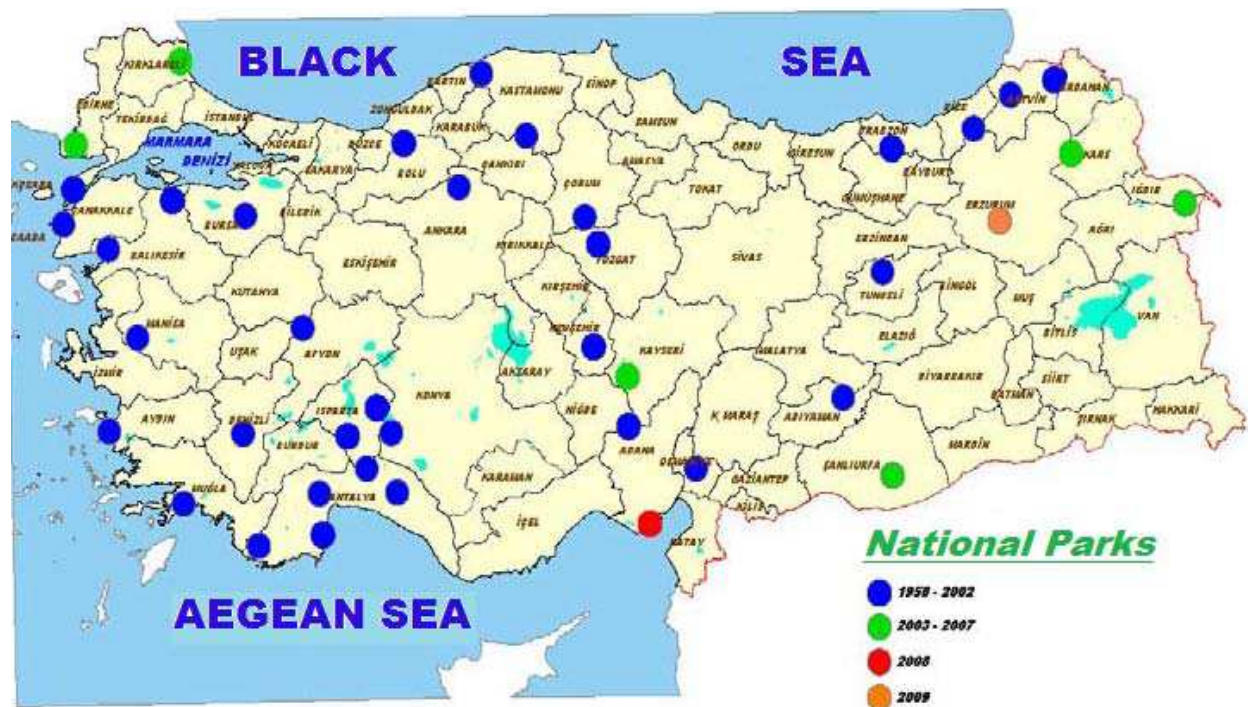 BLACK SEA
KIRKLARELİ
EDİRNE
TEKİRDAĞ
İSTANBUL
MARMARA
DENİZİ
KOCAELİ
SAKARYA
DÜZCE
ZONGULDAK
BARTIN
KARABÜK
KASTAMONU
SİNOP
SAMSUN
ORDU
GİRESUN
TRABZON
RİZE
ARTVİN
ARDAHAN
KARS
IĞDIR
AĞRI
ERZURUM
BAYBURT
GÜMÜŞHANE
ERZİNCAN
TOKAT
AMASYA
ÇORUM
ÇANKIRI
BOLU
BİLECİK
BURSA
ÇANAKKALE
BALIKESİR
KÜTAHYA
ESKİŞEHİR
ANKARA
KIRIKKALE
YOZGAT
SİVAS
TUNCELİ
BİNGÖL
MUŞ
BİTLİS
VAN
MANİSA
İZMİR
UŞAK
AFYON
KIRŞEHİR
NEVŞEHİR
AKSARAY
KAYSERİ
MALATYA
ELAZIĞ
DİYARBAKIR
BATMAN
SİİRT
ŞIRNAK
HAKKARİ
MARDİN
ŞANLIURFA
ADIYAMAN
K.MARAŞ
GAZİANTEP
KİLİS
HATAY
ADANA
NİĞDE
KONYA
KARAMAN
İÇEL
ISPARTA
BURDUR
DENİZLİ
AYDIN
MUĞLA
ANTALYA
AEGEAN SEA
National Parks
1958 - 2002
2003 - 2007
2008
2009